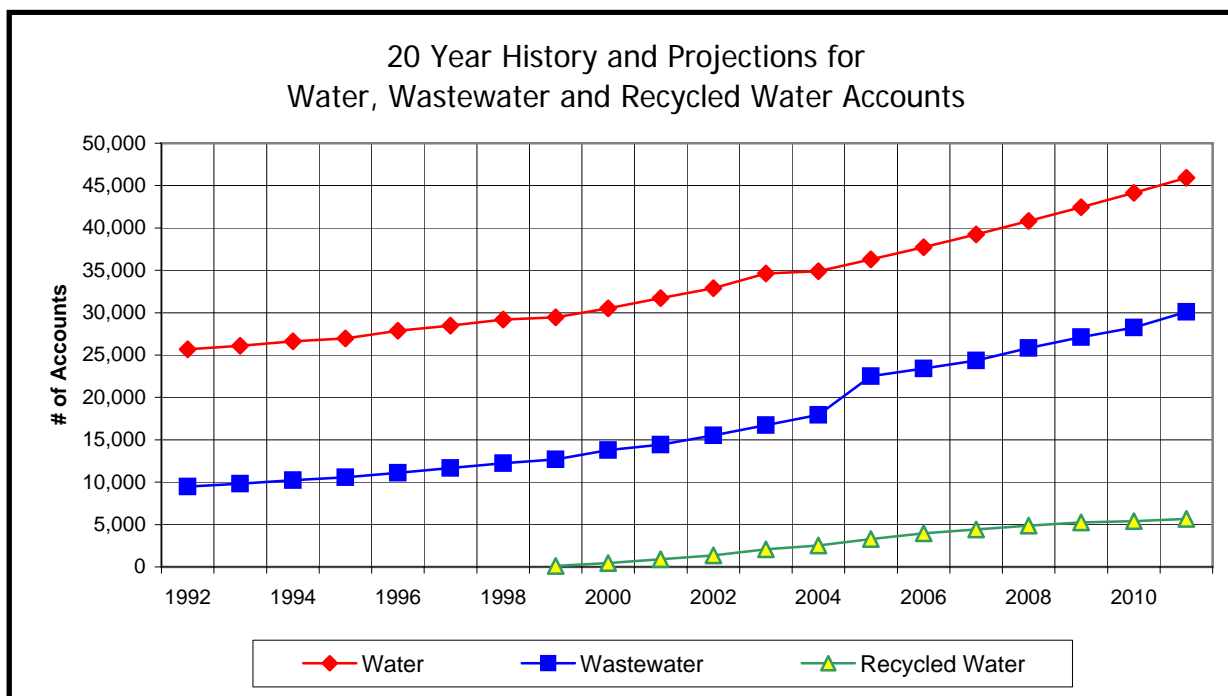 20 Year History and Projections for
Water, Wastewater and Recycled Water Accounts
# of Accounts
50,000
45,000
40,000
35,000
30,000
25,000
20,000
15,000
10,000
5,000
0
1992 1994 1996 1998 2000 2002 2004 2006 2008 2010
Water Wastewater Recycled Water